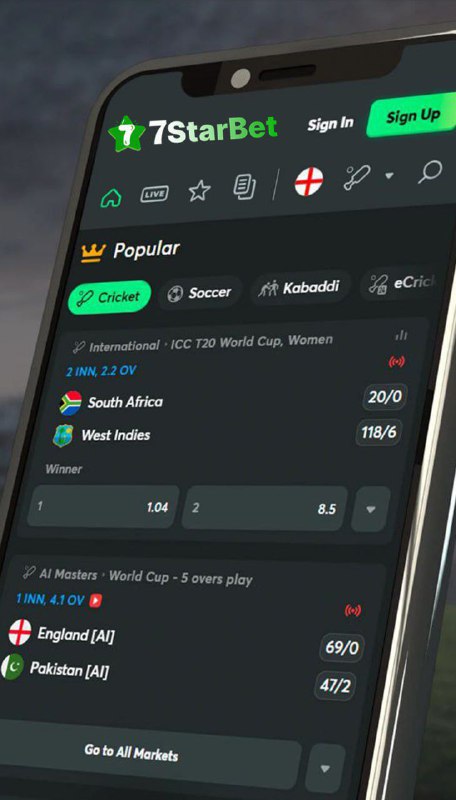 7 7StarBet Sign In Sign Up
LIVE
Popular
Cricket Soccer Kabaddi
International · ICC T20 World Cup, Women
2 INN, 2.2 OV
South Africa 20/0
West Indies 118/6
Winner
1 1.04 2 8.5
AI Masters · World Cup - 5 overs play
1 INN, 4.1 OV
England [AI] 69/0
Pakistan [AI] 47/2
Go to All Markets